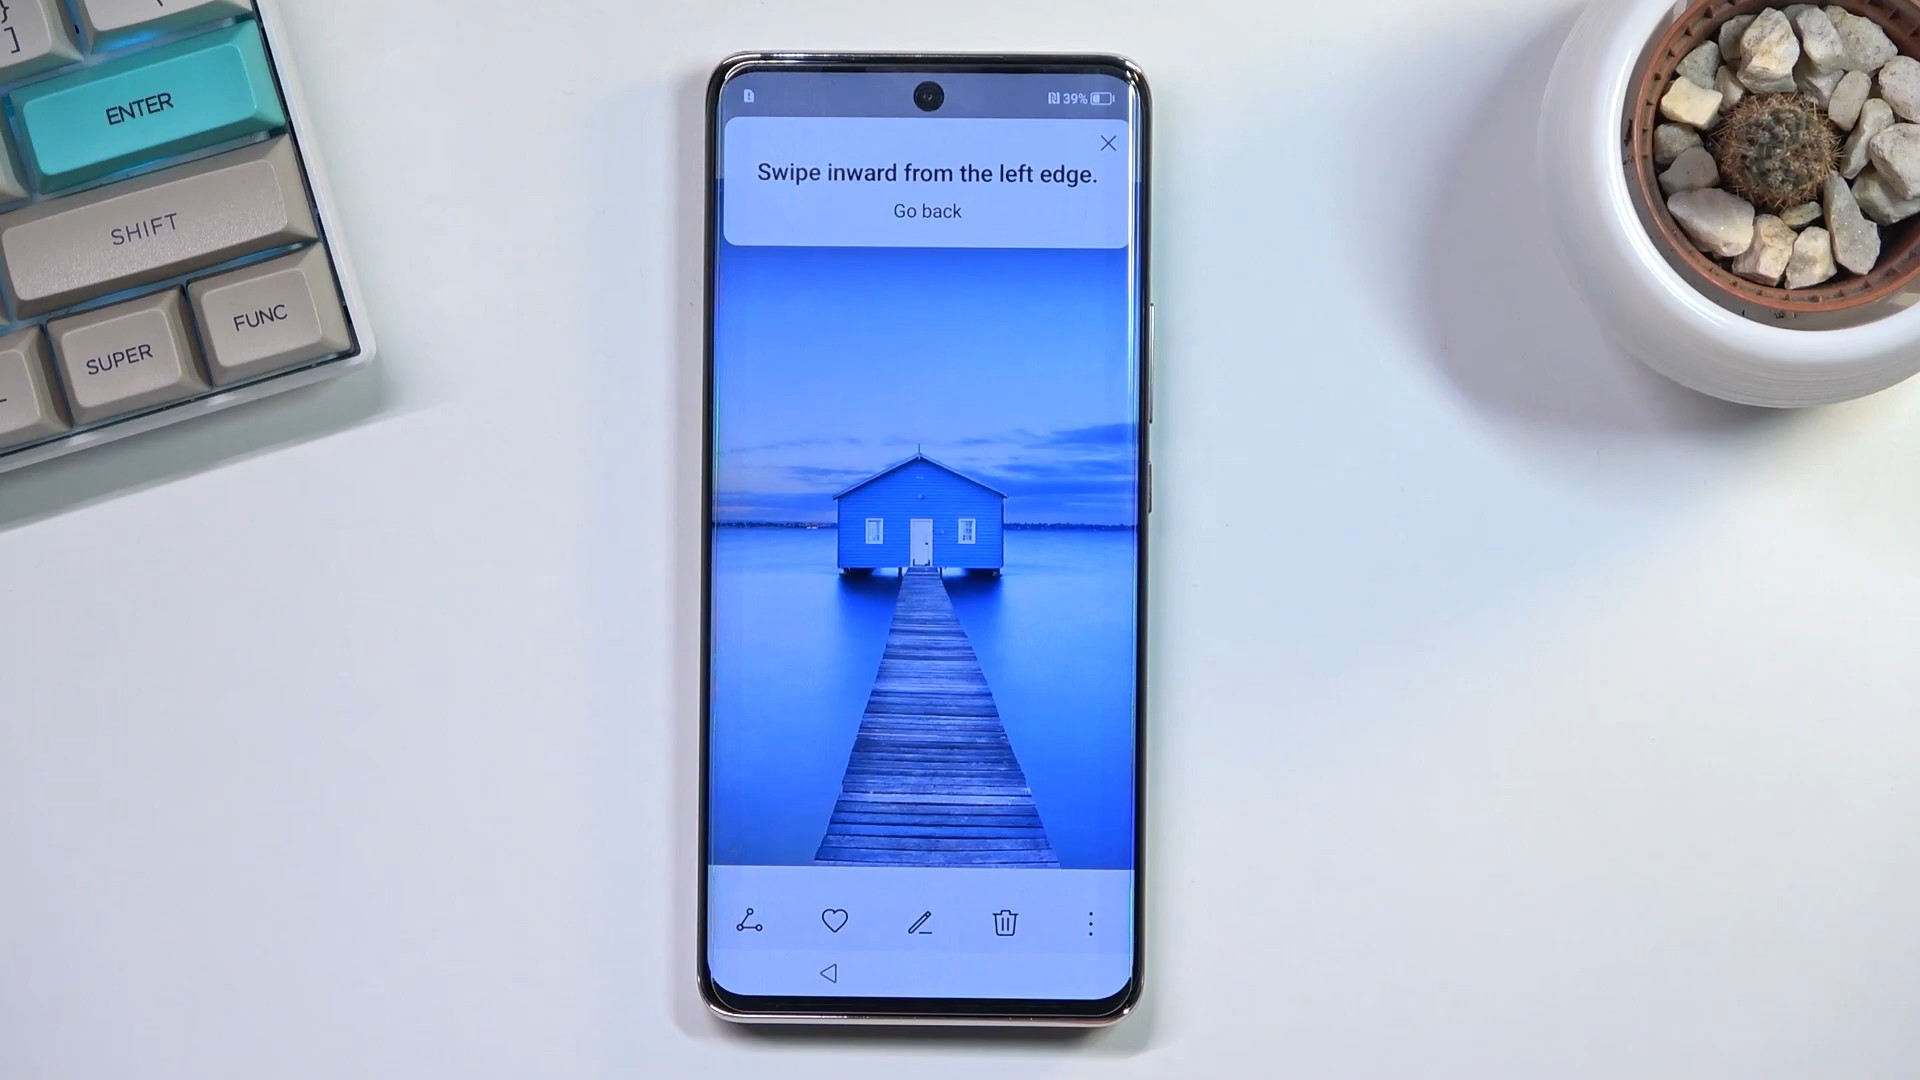 }
]
\
ENTER
SHIFT
SUPER
FUNC
39%
Swipe inward from the left edge.
Go back